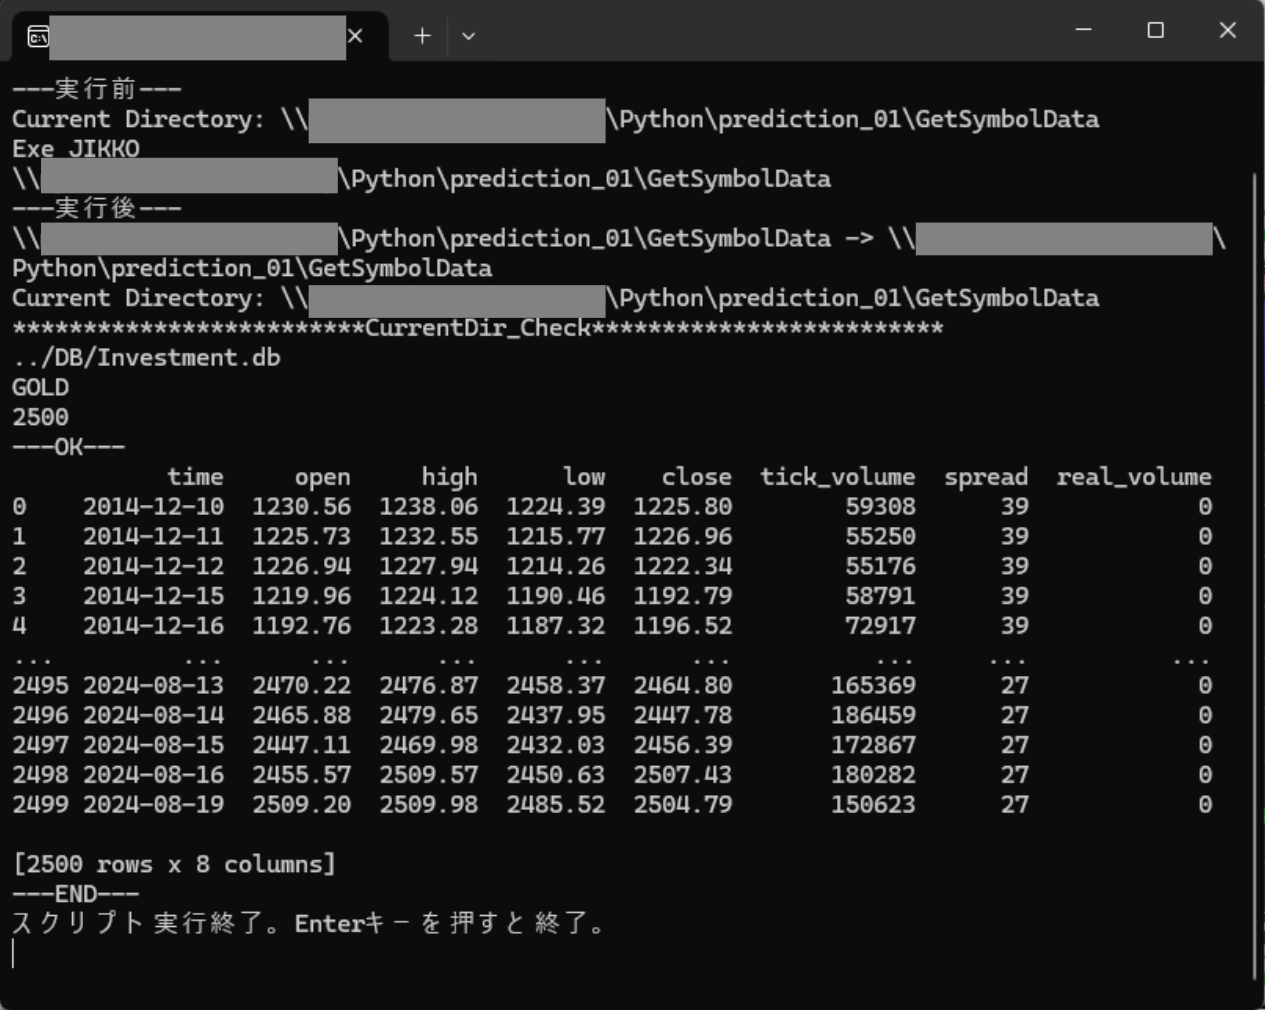 ---実行前---
Current Directory: \\ \Python\prediction_01\GetSymbolData
Exe JIKKO
\\ \Python\prediction_01\GetSymbolData
---実行後---
\\ \Python\prediction_01\GetSymbolData -> \\ \
Python\prediction_01\GetSymbolData
Current Directory: \\ \Python\prediction_01\GetSymbolData
*************************CurrentDir_Check*************************
../DB/Investment.db
GOLD
2500
---OK---
time open high low close tick_volume spread real_volume
0 2014-12-10 1230.56 1238.06 1224.39 1225.80 59308 39 0
1 2014-12-11 1225.73 1232.55 1215.77 1226.96 55250 39 0
2 2014-12-12 1226.94 1227.94 1214.26 1222.34 55176 39 0
3 2014-12-15 1219.96 1224.12 1190.46 1192.79 58791 39 0
4 2014-12-16 1192.76 1223.28 1187.32 1196.52 72917 39 0
... ... ... ... ... ... ... ... ...
2495 2024-08-13 2470.22 2476.87 2458.37 2464.80 165369 27 0
2496 2024-08-14 2465.88 2479.65 2437.95 2447.78 186459 27 0
2497 2024-08-15 2447.11 2469.98 2432.03 2456.39 172867 27 0
2498 2024-08-16 2455.57 2509.57 2450.63 2507.43 180282 27 0
2499 2024-08-19 2509.20 2509.98 2485.52 2504.79 150623 27 0
[2500 rows x 8 columns]
---END---
スクリプト実行終了。Enterキーを押すと終了。